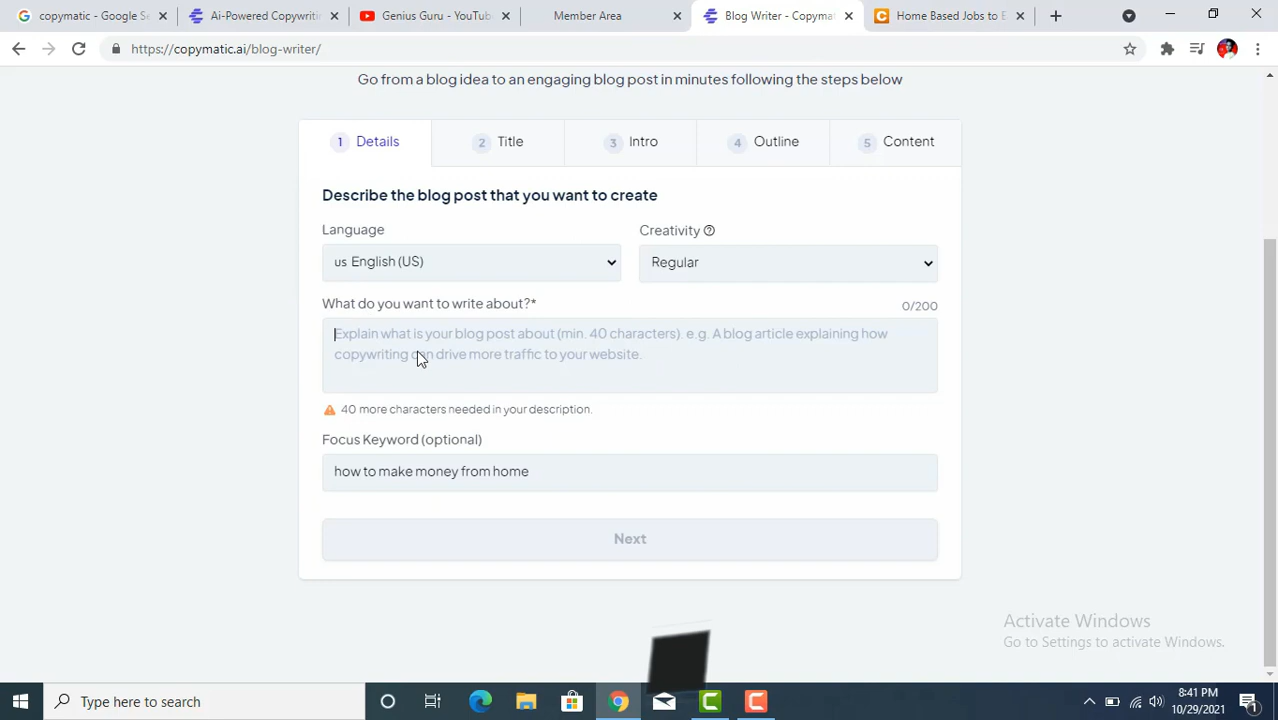 copymatic - Google Se
Ai-Powered Copywritin
Genius Guru - YouTub
Member Area
Blog Writer - Copymat
Home Based Jobs to E
https://copymatic.ai/blog-writer/
Go from a blog idea to an engaging blog post in minutes following the steps below
1 Details
2 Title
3 Intro
4 Outline
5 Content
Describe the blog post that you want to create
Language
Creativity
us English (US)
Regular
What do you want to write about?*
0/200
Explain what is your blog post about (min. 40 characters). e.g. A blog article explaining how
copywriting can drive more traffic to your website.
40 more characters needed in your description.
Focus Keyword (optional)
how to make money from home
Next
Activate Windows
Go to Settings to activate Windows.
Type here to search
8:41 PM
10/29/2021
1